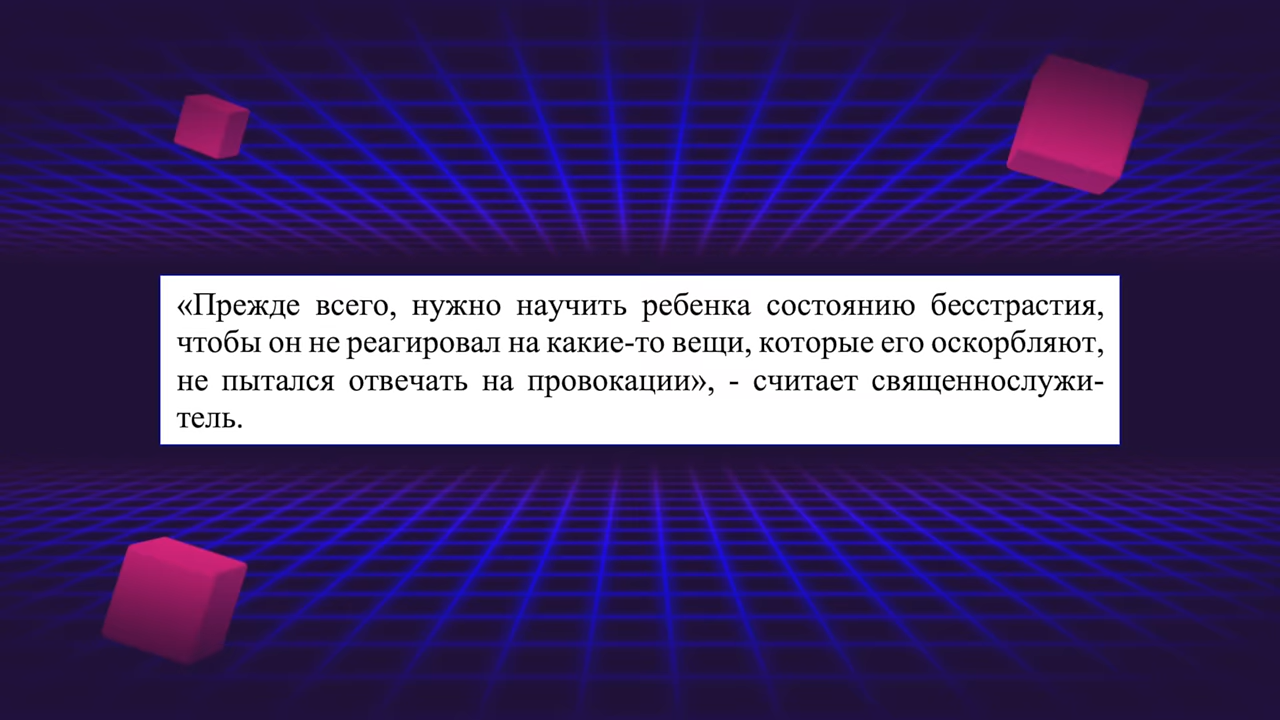 «Прежде всего, нужно научить ребенка состоянию бесстрастия,
чтобы он не реагировал на какие-то вещи, которые его оскорбляют,
не пытался отвечать на провокации», - считает священнослужи-
тель.